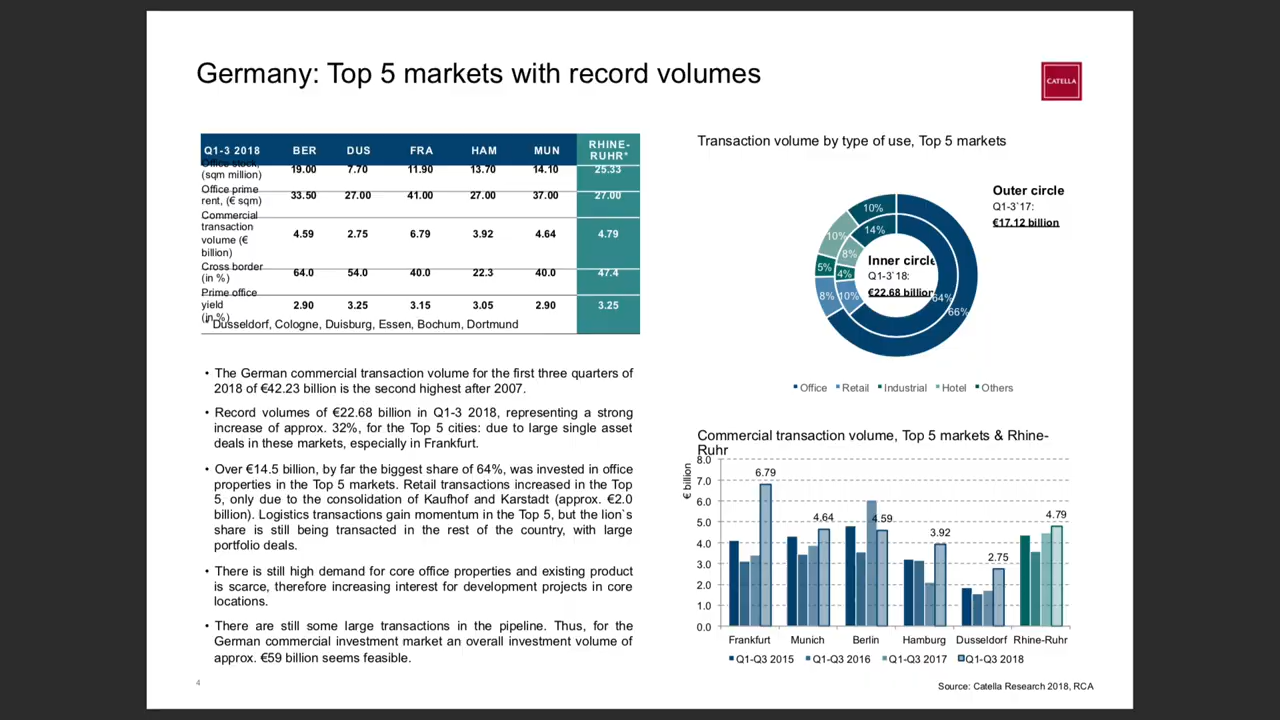 Germany: Top 5 markets with record volumes
CATELLA
Q1-3 2018 BER DUS FRA HAM MUN RHINE-
RUHR*
Office stock,
(sqm million) 19.00 7.70 11.90 13.70 14.10 25.33
Office prime
rent, (€ sqm) 33.50 27.00 41.00 27.00 37.00 27.00
Commercial
transaction
volume (€
billion) 4.59 2.75 6.79 3.92 4.64 4.79
Cross border
(in %) 64.0 54.0 40.0 22.3 40.0 47.4
Prime office
yield
(in %) 2.90 3.25 3.15 3.05 2.90 3.25
* Dusseldorf, Cologne, Duisburg, Essen, Bochum, Dortmund
• The German commercial transaction volume for the first three quarters of
2018 of €42.23 billion is the second highest after 2007.
• Record volumes of €22.68 billion in Q1-3 2018, representing a strong
increase of approx. 32%, for the Top 5 cities: due to large single asset
deals in these markets, especially in Frankfurt.
• Over €14.5 billion, by far the biggest share of 64%, was invested in office
properties in the Top 5 markets. Retail transactions increased in the Top
5, only due to the consolidation of Kaufhof and Karstadt (approx. €2.0
billion). Logistics transactions gain momentum in the Top 5, but the lion`s
share is still being transacted in the rest of the country, with large
portfolio deals.
• There is still high demand for core office properties and existing product
is scarce, therefore increasing interest for development projects in core
locations.
• There are still some large transactions in the pipeline. Thus, for the
German commercial investment market an overall investment volume of
approx. €59 billion seems feasible.
4
Transaction volume by type of use, Top 5 markets
Outer circle
Q1-3`17:
€17.12 billion
10%
14%
10%
8%
5%
4%
8%
10%
64%
66%
Inner circle
Q1-3`18:
€22.68 billion
Office Retail Industrial Hotel Others
Commercial transaction volume, Top 5 markets & Rhine-
Ruhr
€ billion
8.0
7.0
6.0
5.0
4.0
3.0
2.0
1.0
0.0
6.79
4.64
4.59
3.92
2.75
4.79
Frankfurt Munich Berlin Hamburg Dusseldorf Rhine-Ruhr
Q1-Q3 2015 Q1-Q3 2016 Q1-Q3 2017 Q1-Q3 2018
Source: Catella Research 2018, RCA